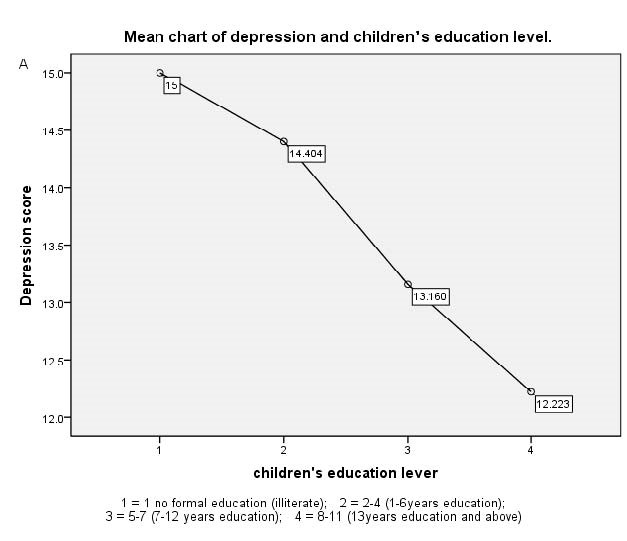 Mean chart of depression and children's education level.
A
15.0
14.5
14.0
13.5
13.0
12.5
12.0
Depression score
15
14.404
13.160
12.223
1
2
3
4
children's education lever
1 = 1 no formal education (illiterate); 2 = 2-4 (1-6years education);
3 = 5-7 (7-12 years education); 4 = 8-11 (13years education and above)